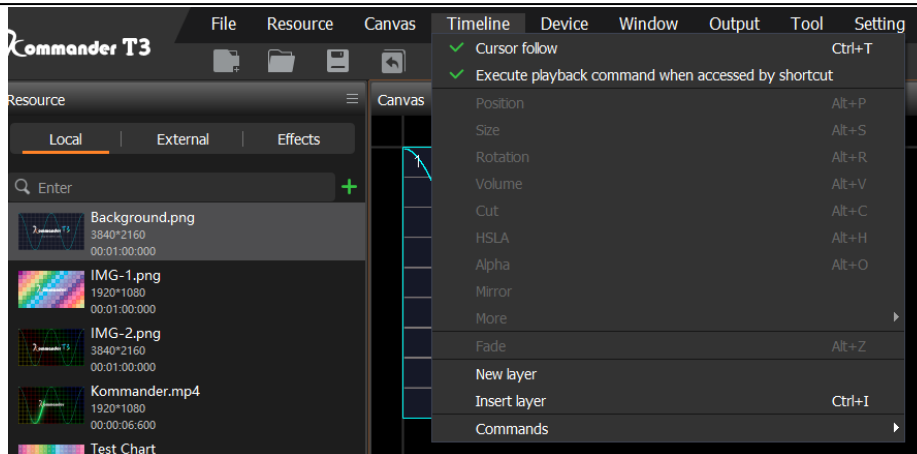 Kommander T3
File Resource Canvas Timeline Device Window Output Tool Setting
Resource
Canvas
Local External Effects
Enter
Background.png
3840*2160
00:01:00:000
IMG-1.png
1920*1080
00:01:00:000
IMG-2.png
3840*2160
00:01:00:000
Kommander.mp4
1920*1080
00:00:06:600
Test Chart
1
Cursor follow Ctrl+T
Execute playback command when accessed by shortcut
Position Alt+P
Size Alt+S
Rotation Alt+R
Volume Alt+V
Cut Alt+C
HSLA Alt+H
Alpha Alt+O
Mirror
More
Fade Alt+Z
New layer
Insert layer Ctrl+I
Commands